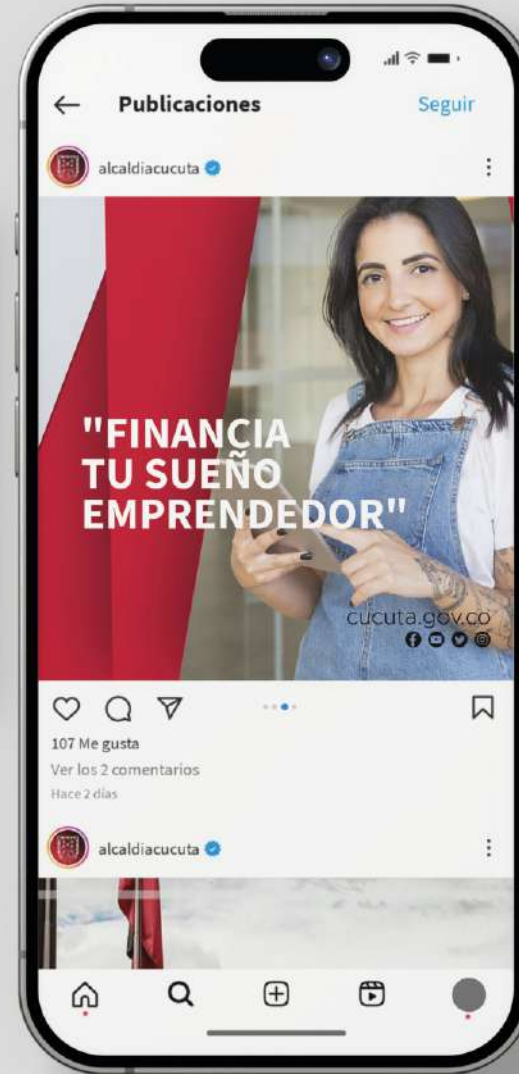 Publicaciones
Seguir
alcaldiacucuta
"FINANCIA
TU SUEÑO
EMPRENDEDOR"
cucuta.gov.co
107 Me gusta
Ver los 2 comentarios
Hace 2 días
alcaldiacucuta